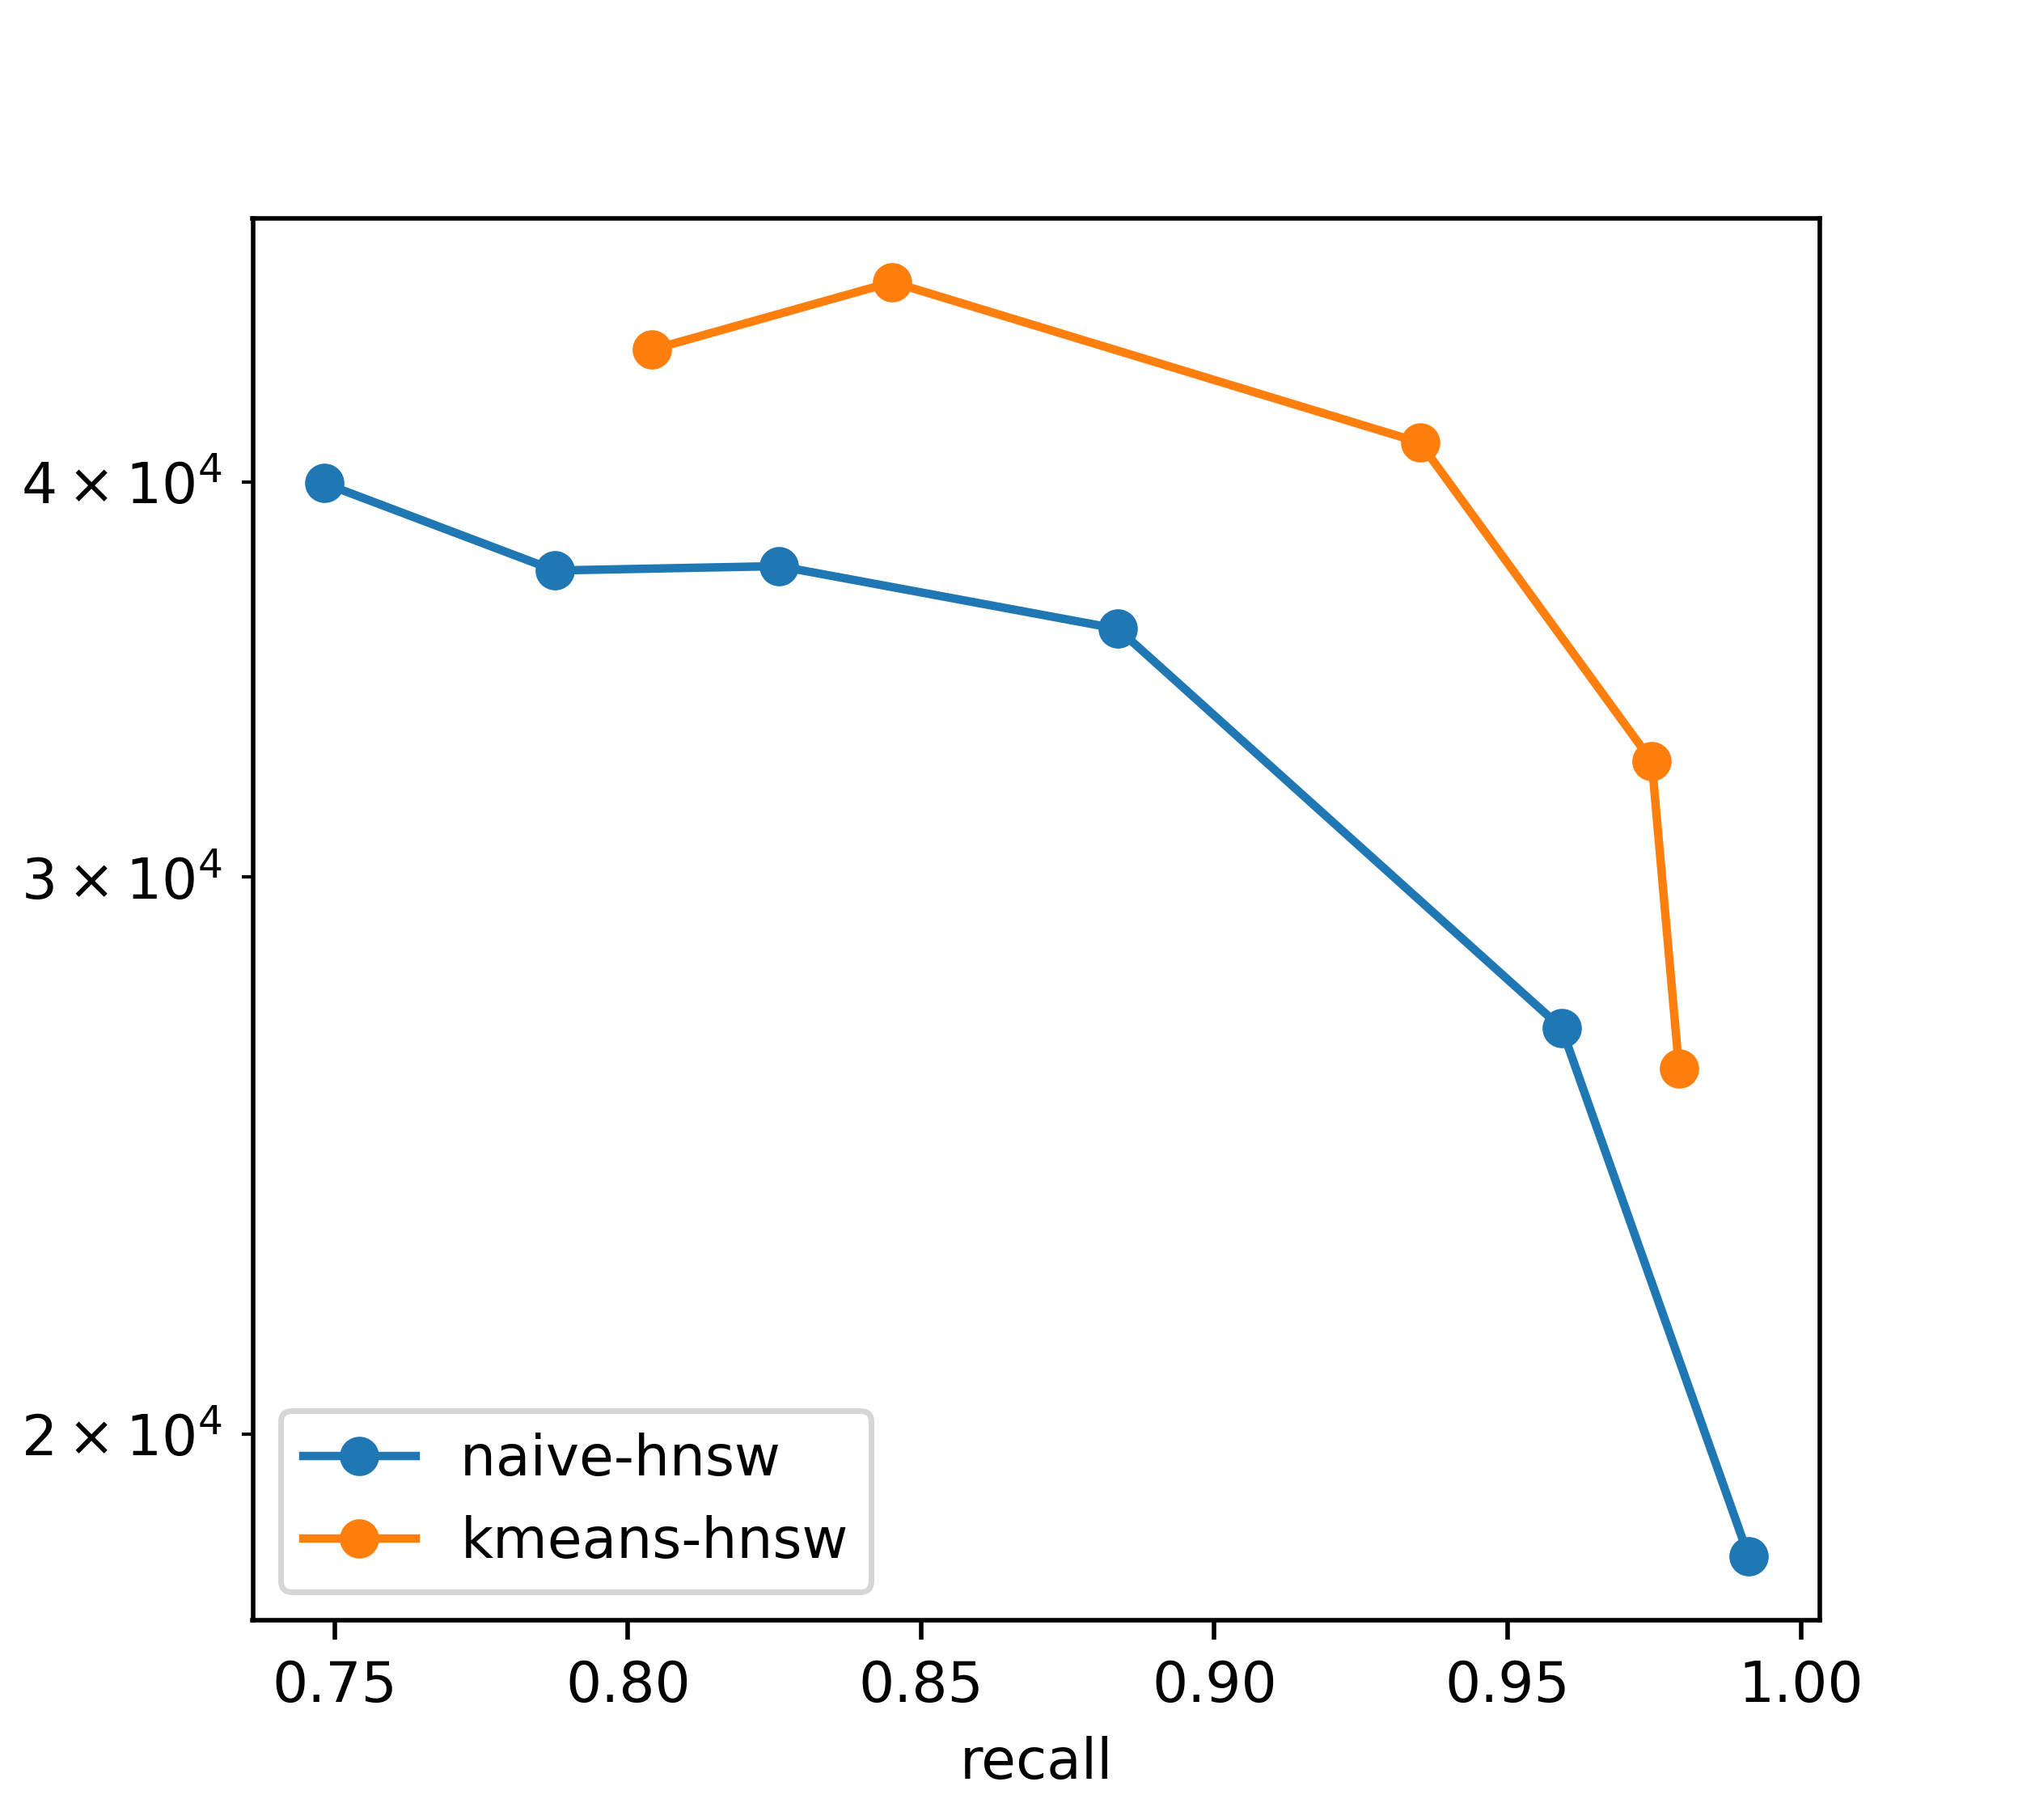 4 × 10⁴
3 × 10⁴
2 × 10⁴
naive-hnsw
kmeans-hnsw
0.75 0.80 0.85 0.90 0.95 1.00
recall